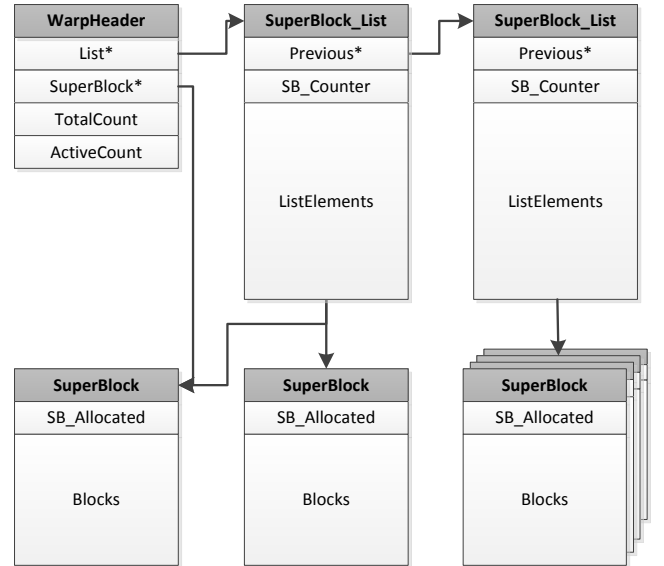 WarpHeader
List*
SuperBlock*
TotalCount
ActiveCount
SuperBlock_List
Previous*
SB_Counter
ListElements
SuperBlock_List
Previous*
SB_Counter
ListElements
SuperBlock
SB_Allocated
Blocks
SuperBlock
SB_Allocated
Blocks
SuperBlock
SB_Allocated
Blocks